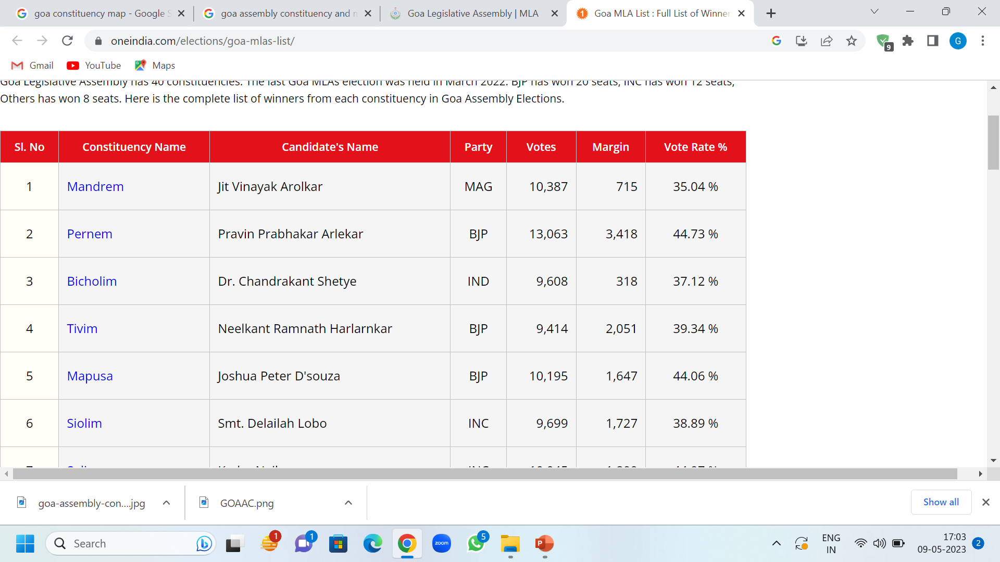 goa constituency map - Google S
goa assembly constituency and m
Goa Legislative Assembly | MLA
Goa MLA List : Full List of Winner
oneindia.com/elections/goa-mlas-list/
9
G
Gmail
YouTube
Maps
Goa Legislative Assembly has 40 constituencies. The last Goa MLAs election was held in March 2022. BJP has won 20 seats, INC has won 12 seats,
Others has won 8 seats. Here is the complete list of winners from each constituency in Goa Assembly Elections.
Sl. No Constituency Name Candidate's Name Party Votes Margin Vote Rate %
1 Mandrem Jit Vinayak Arolkar MAG 10,387 715 35.04 %
2 Pernem Pravin Prabhakar Arlekar BJP 13,063 3,418 44.73 %
3 Bicholim Dr. Chandrakant Shetye IND 9,608 318 37.12 %
4 Tivim Neelkant Ramnath Harlarnkar BJP 9,414 2,051 39.34 %
5 Mapusa Joshua Peter D'souza BJP 10,195 1,647 44.06 %
6 Siolim Smt. Delailah Lobo INC 9,699 1,727 38.89 %
goa-assembly-con....jpg
GOAAC.png
Show all
Search
1
1
zoom
5
P
ENG
IN
17:03
09-05-2023
2